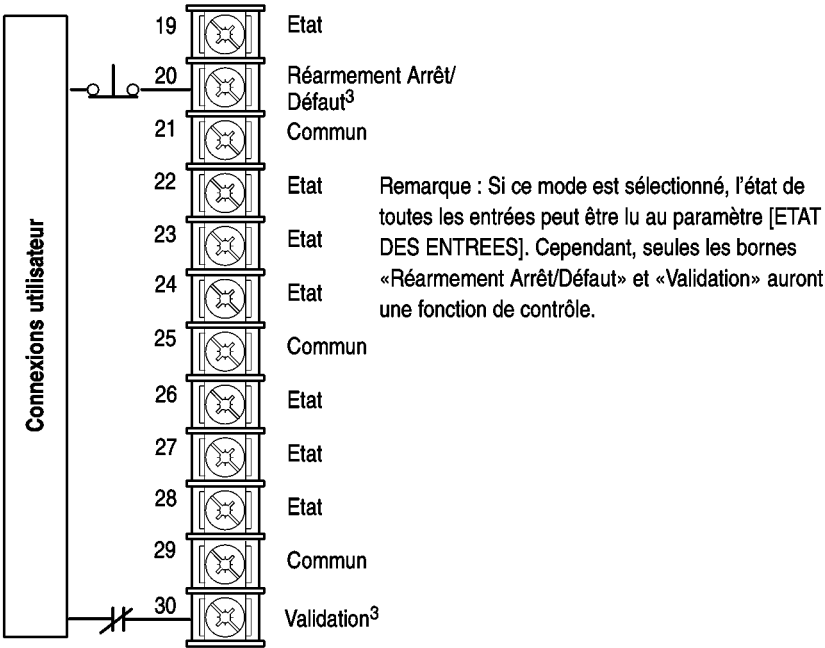 Connexions utilisateur
19 Etat
20 Réarmement Arrêt/
Défaut3
21 Commun
22 Etat
23 Etat
24 Etat
25 Commun
26 Etat
27 Etat
28 Etat
29 Commun
30 Validation3
Remarque : Si ce mode est sélectionné, l'état de
toutes les entrées peut être lu au paramètre [ETAT
DES ENTREES]. Cependant, seules les bornes
«Réarmement Arrêt/Défaut» et «Validation» auront
une fonction de contrôle.